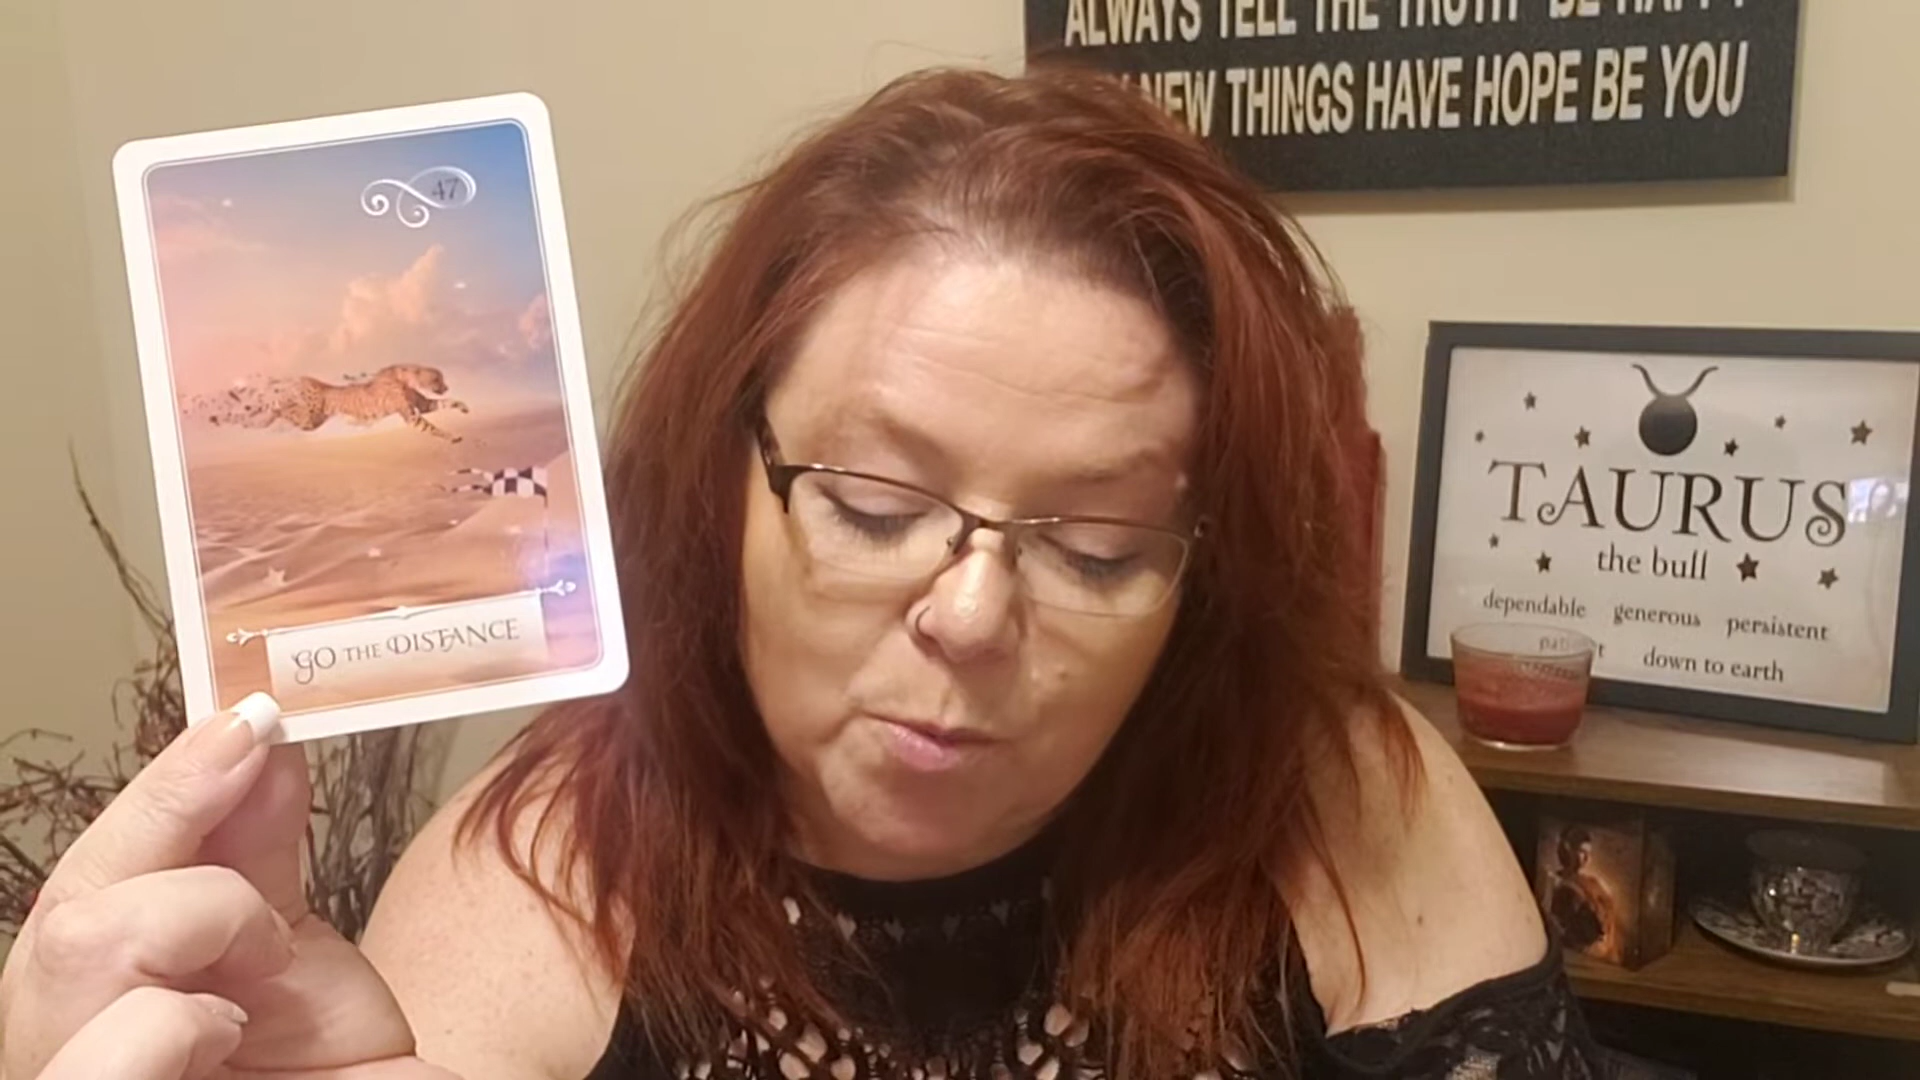 ALWAYS TELL THE TRUTH BE HAPPY
NEW THINGS HAVE HOPE BE YOU
47
GO THE DISTANCE
TAURUS
the bull
dependable generous persistent
down to earth